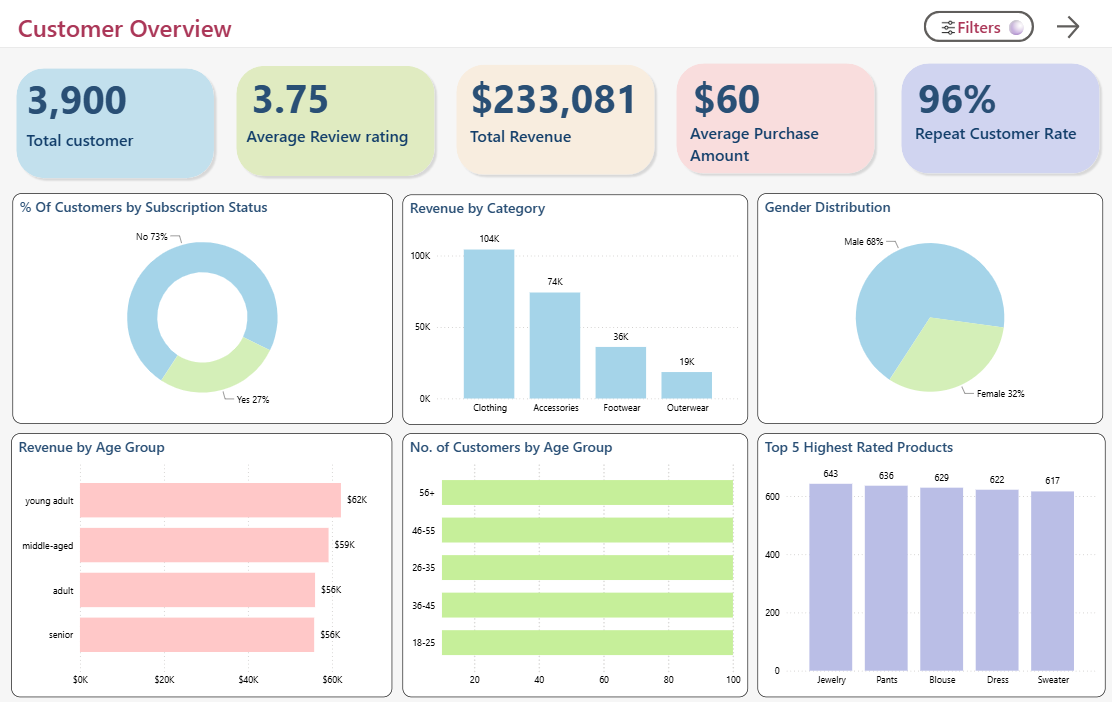 Customer Overview
Filters
3,900
Total customer
3.75
Average Review rating
$233,081
Total Revenue
$60
Average Purchase
Amount
96%
Repeat Customer Rate
% Of Customers by Subscription Status
No 73%
Yes 27%
Revenue by Category
104K
100K
74K
50K
36K
19K
0K
Clothing Accessories Footwear Outerwear
Gender Distribution
Male 68%
Female 32%
Revenue by Age Group
young adult $62K
middle-aged $59K
adult $56K
senior $56K
$0K $20K $40K $60K
No. of Customers by Age Group
56+
46-55
26-35
36-45
18-25
20 40 60 80 100
Top 5 Highest Rated Products
643 636 629 622 617
600
400
200
0
Jewelry Pants Blouse Dress Sweater